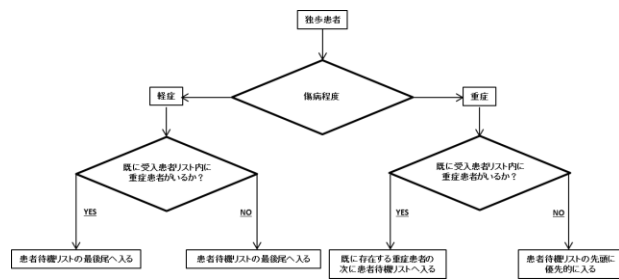 独歩患者
傷病程度
軽症
重症
既に受入患者リスト内に
重症患者がいるか？
既に受入患者リスト内に
重症患者がいるか？
YES
NO
YES
NO
患者待機リストの最後尾へ入る
患者待機リストの最後尾へ入る
既に存在する重症患者の
次に患者待機リストへ入る
患者待機リストの先頭に
優先的に入る